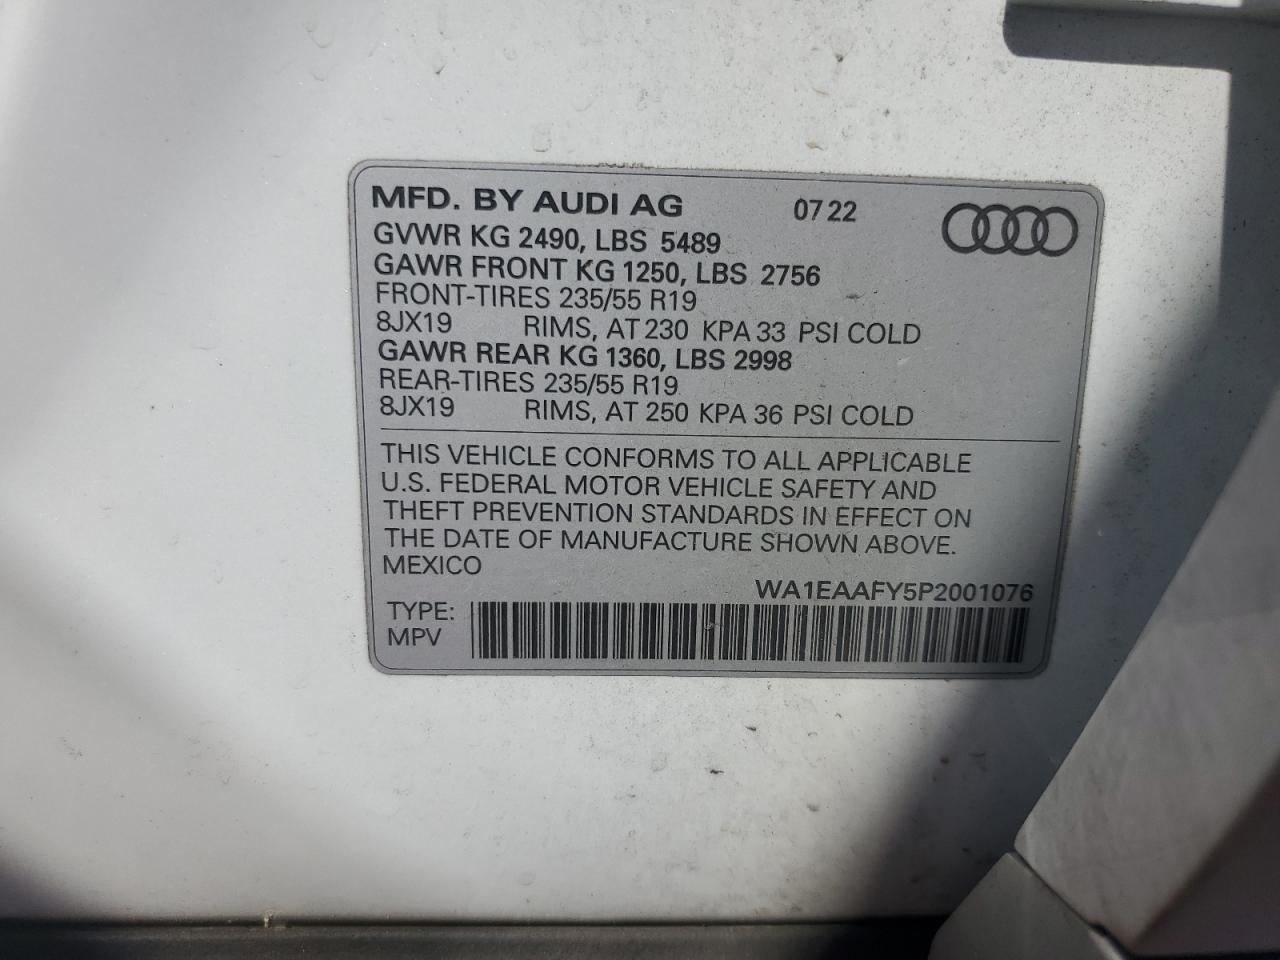 MFD. BY AUDI AG 07 22
GVWR KG 2490, LBS 5489
GAWR FRONT KG 1250, LBS 2756
FRONT-TIRES 235/55 R19
8JX19 RIMS, AT 230 KPA 33 PSI COLD
GAWR REAR KG 1360, LBS 2998
REAR-TIRES 235/55 R19
8JX19 RIMS, AT 250 KPA 36 PSI COLD
THIS VEHICLE CONFORMS TO ALL APPLICABLE
U.S. FEDERAL MOTOR VEHICLE SAFETY AND
THEFT PREVENTION STANDARDS IN EFFECT ON
THE DATE OF MANUFACTURE SHOWN ABOVE.
MEXICO
WA1EAAFY5P2001076
TYPE:
MPV